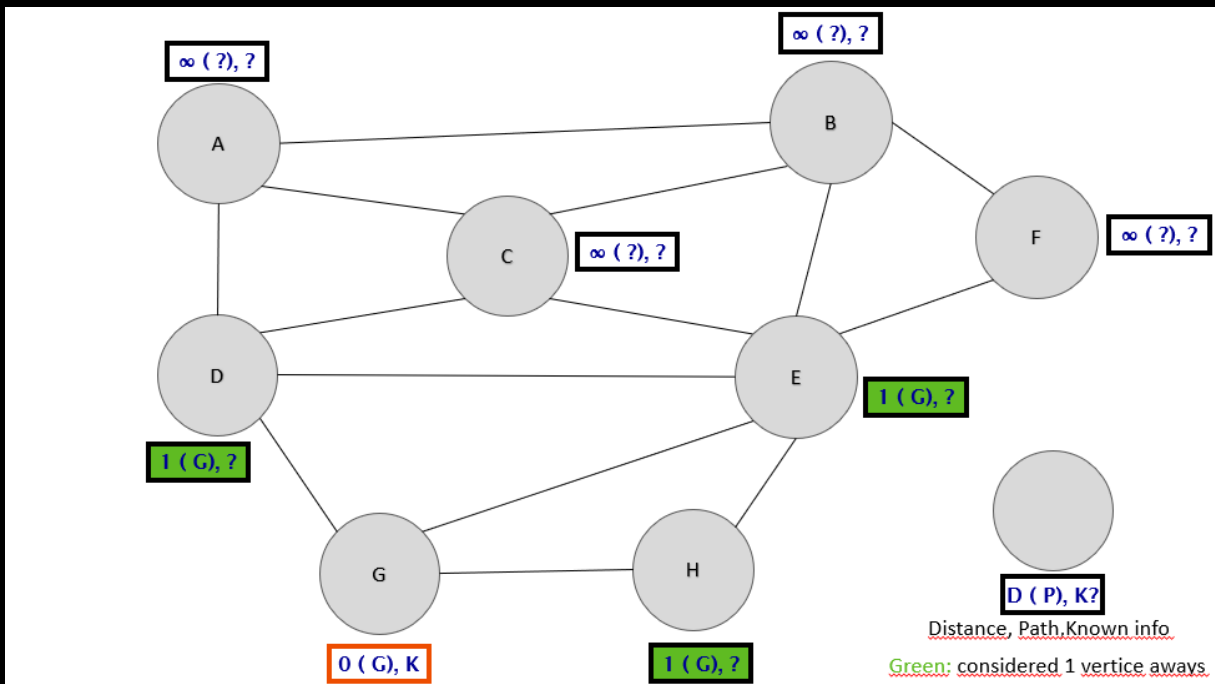 ∞ ( ?), ?
∞ ( ?), ?
A
B
C
∞ ( ?), ?
F
∞ ( ?), ?
D
E
1 ( G), ?
1 ( G), ?
G
H
0 ( G), K
1 ( G), ?
D ( P), K?
Distance, Path,Known info
Green: considered 1 vertice aways